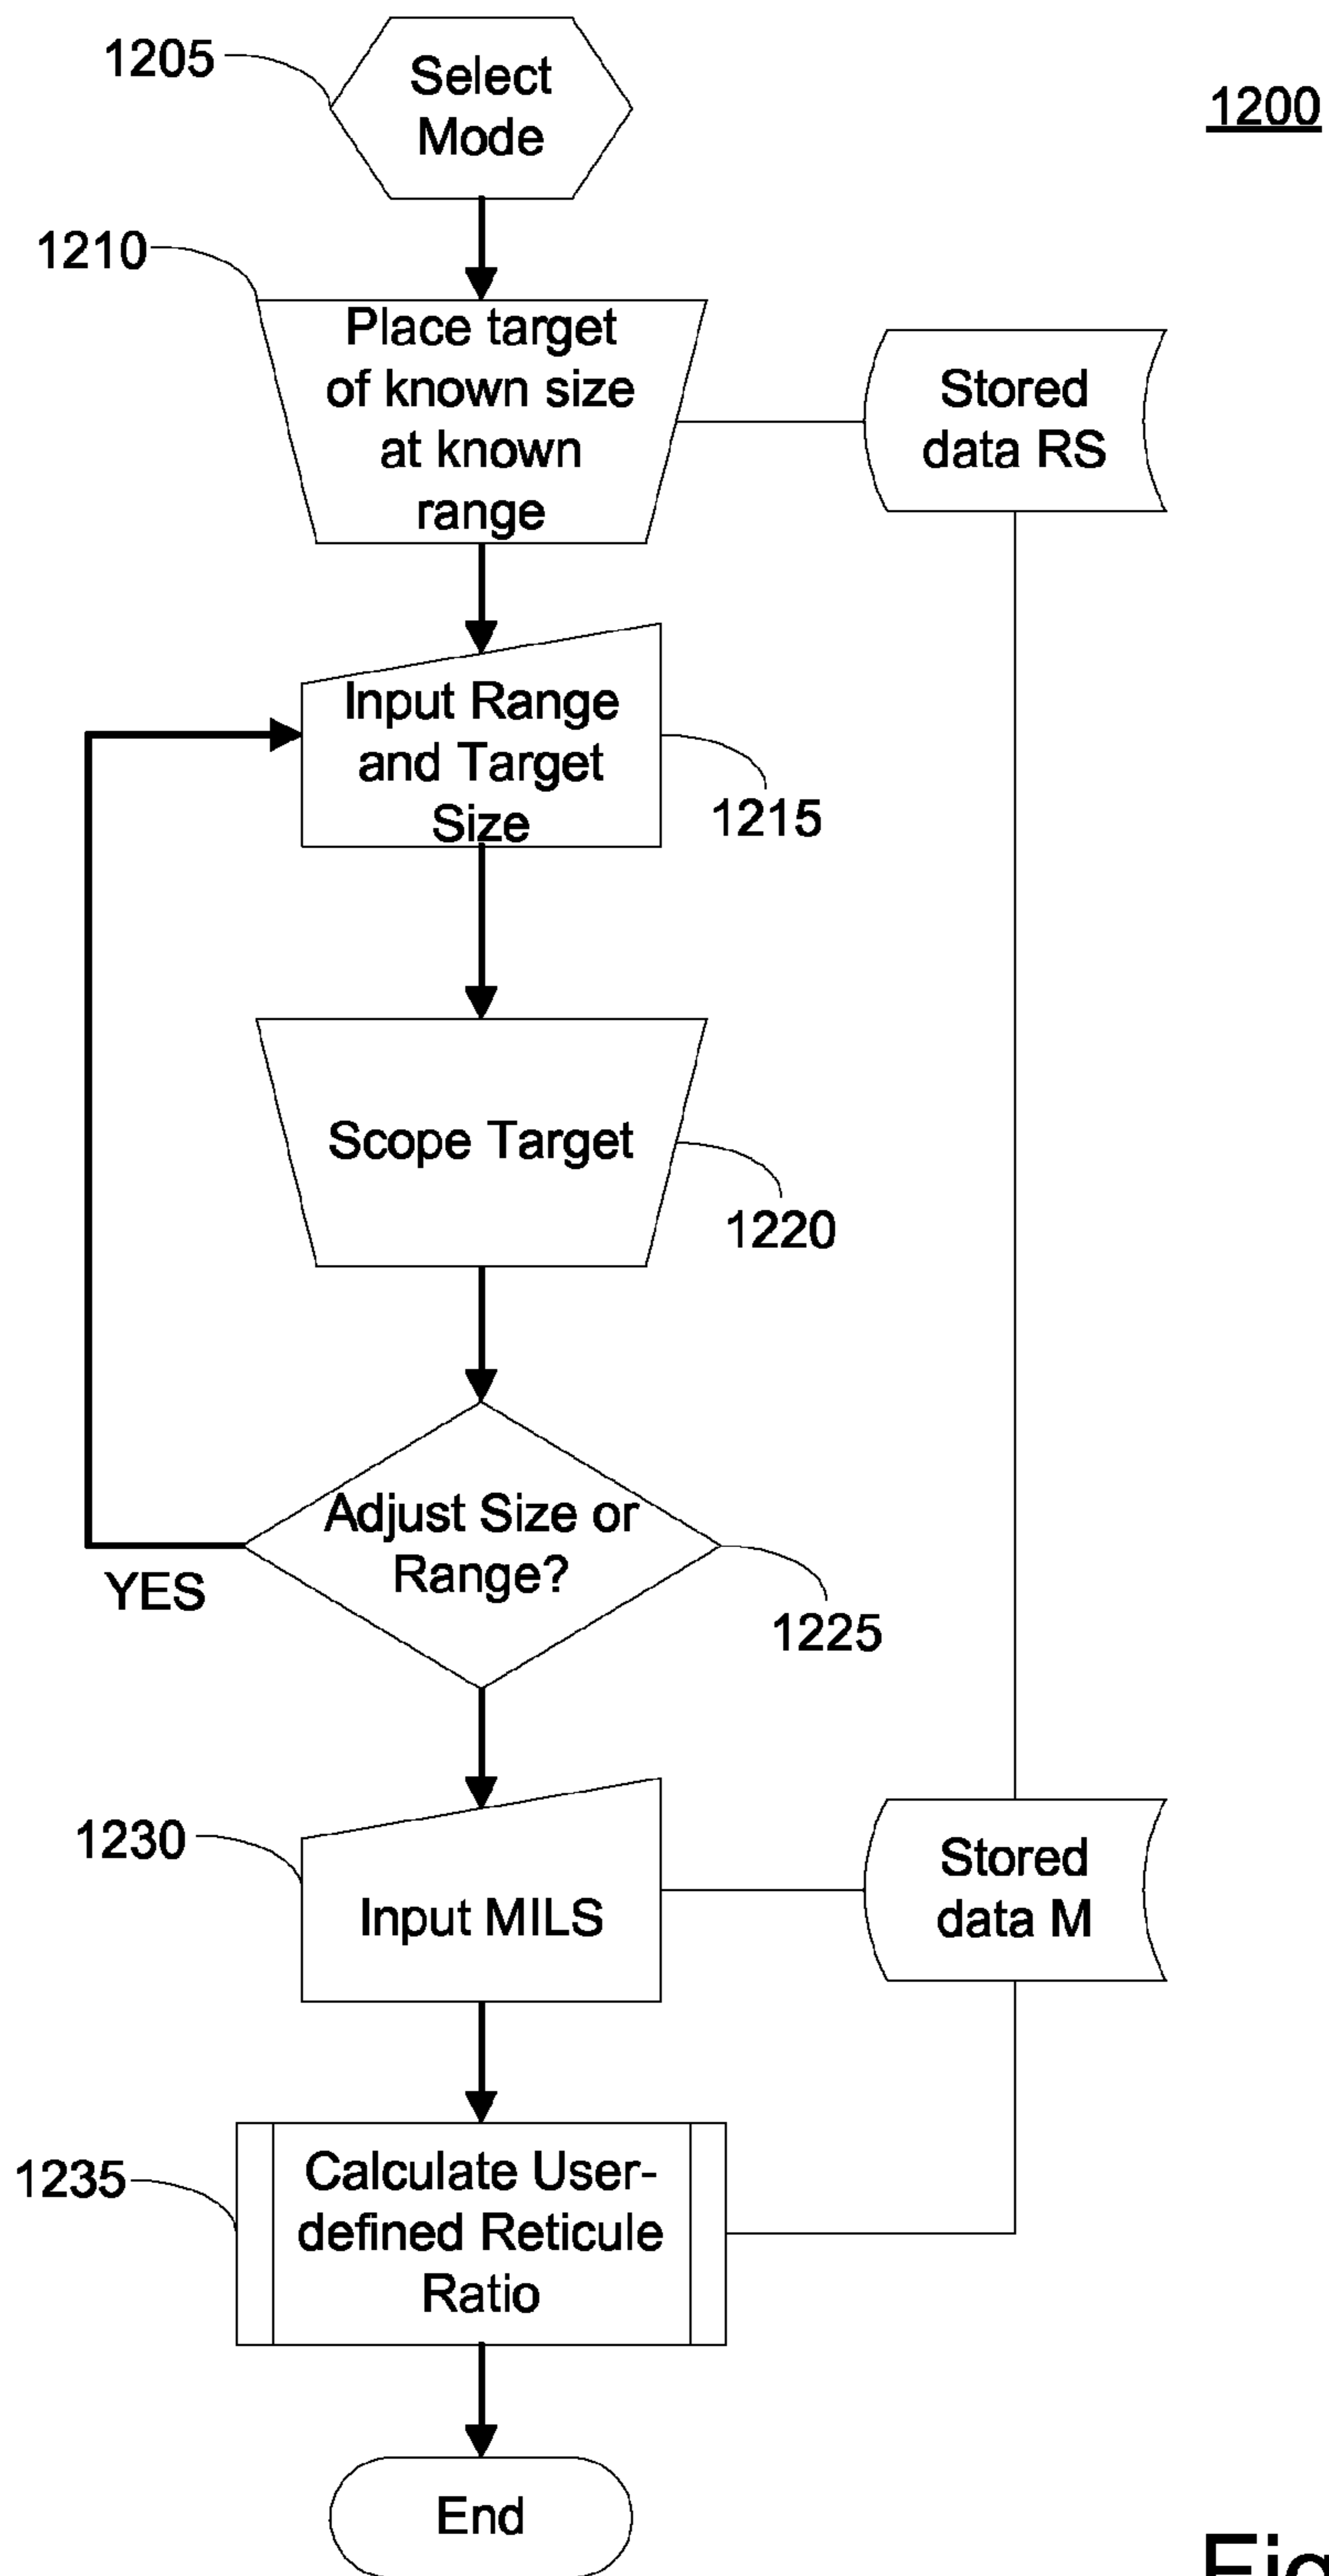 1205
Select
Mode
1200
1210
Place target
of known size
at known
range
Stored
data RS
Input Range
and Target
Size
1215
Scope Target
1220
Adjust Size or
Range?
YES
1225
1230
Input MILS
Stored
data M
1235
Calculate User-
defined Reticule
Ratio
End